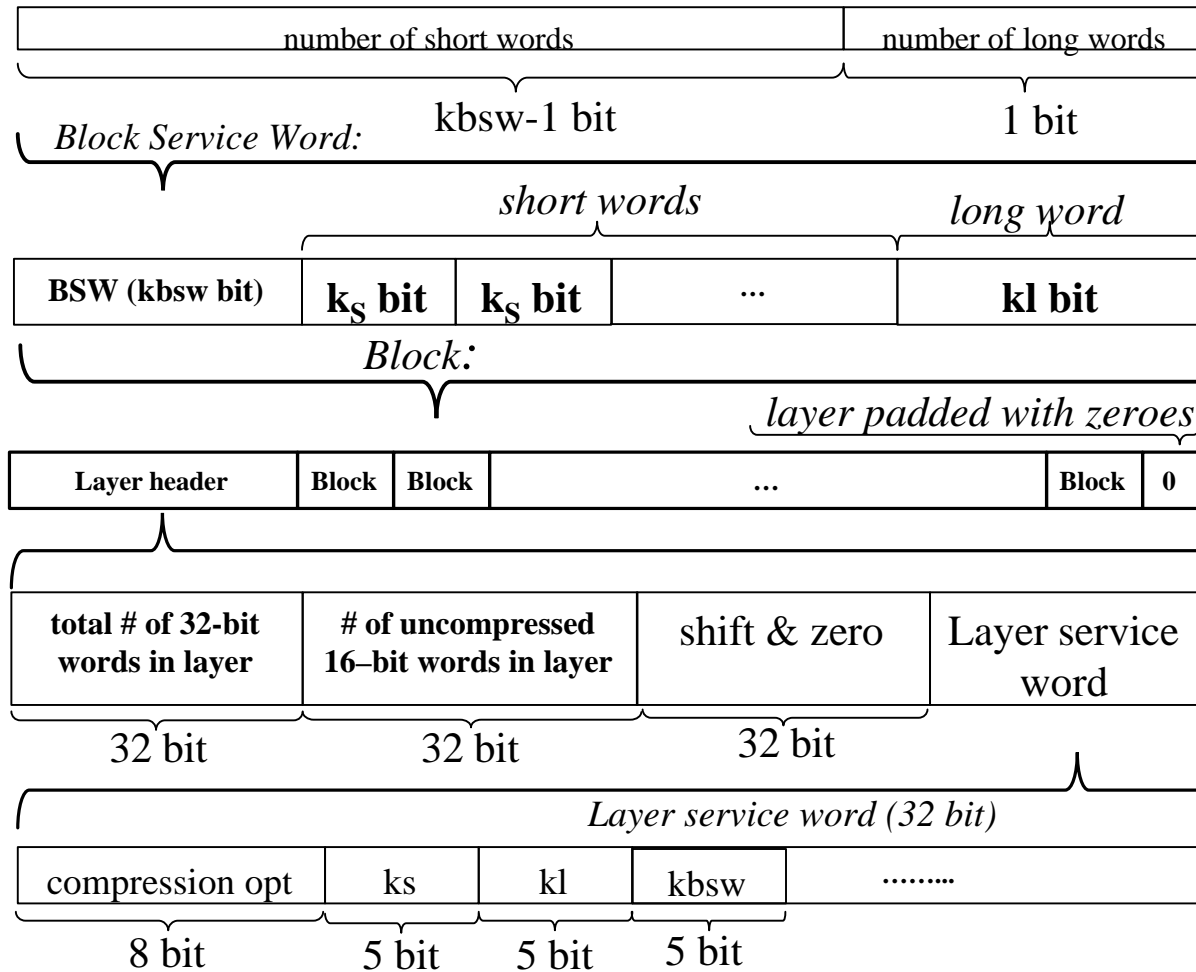 number of short words number of long words
kbsw-1 bit 1 bit
Block Service Word:
short words long word
BSW (kbsw bit) kS bit kS bit ... kl bit
Block:
layer padded with zeroes
Layer header Block Block ... Block 0
total # of 32-bit # of uncompressed shift & zero Layer service
words in layer 16–bit words in layer word
32 bit 32 bit 32 bit
Layer service word (32 bit)
compression opt ks kl kbsw .........
8 bit 5 bit 5 bit 5 bit